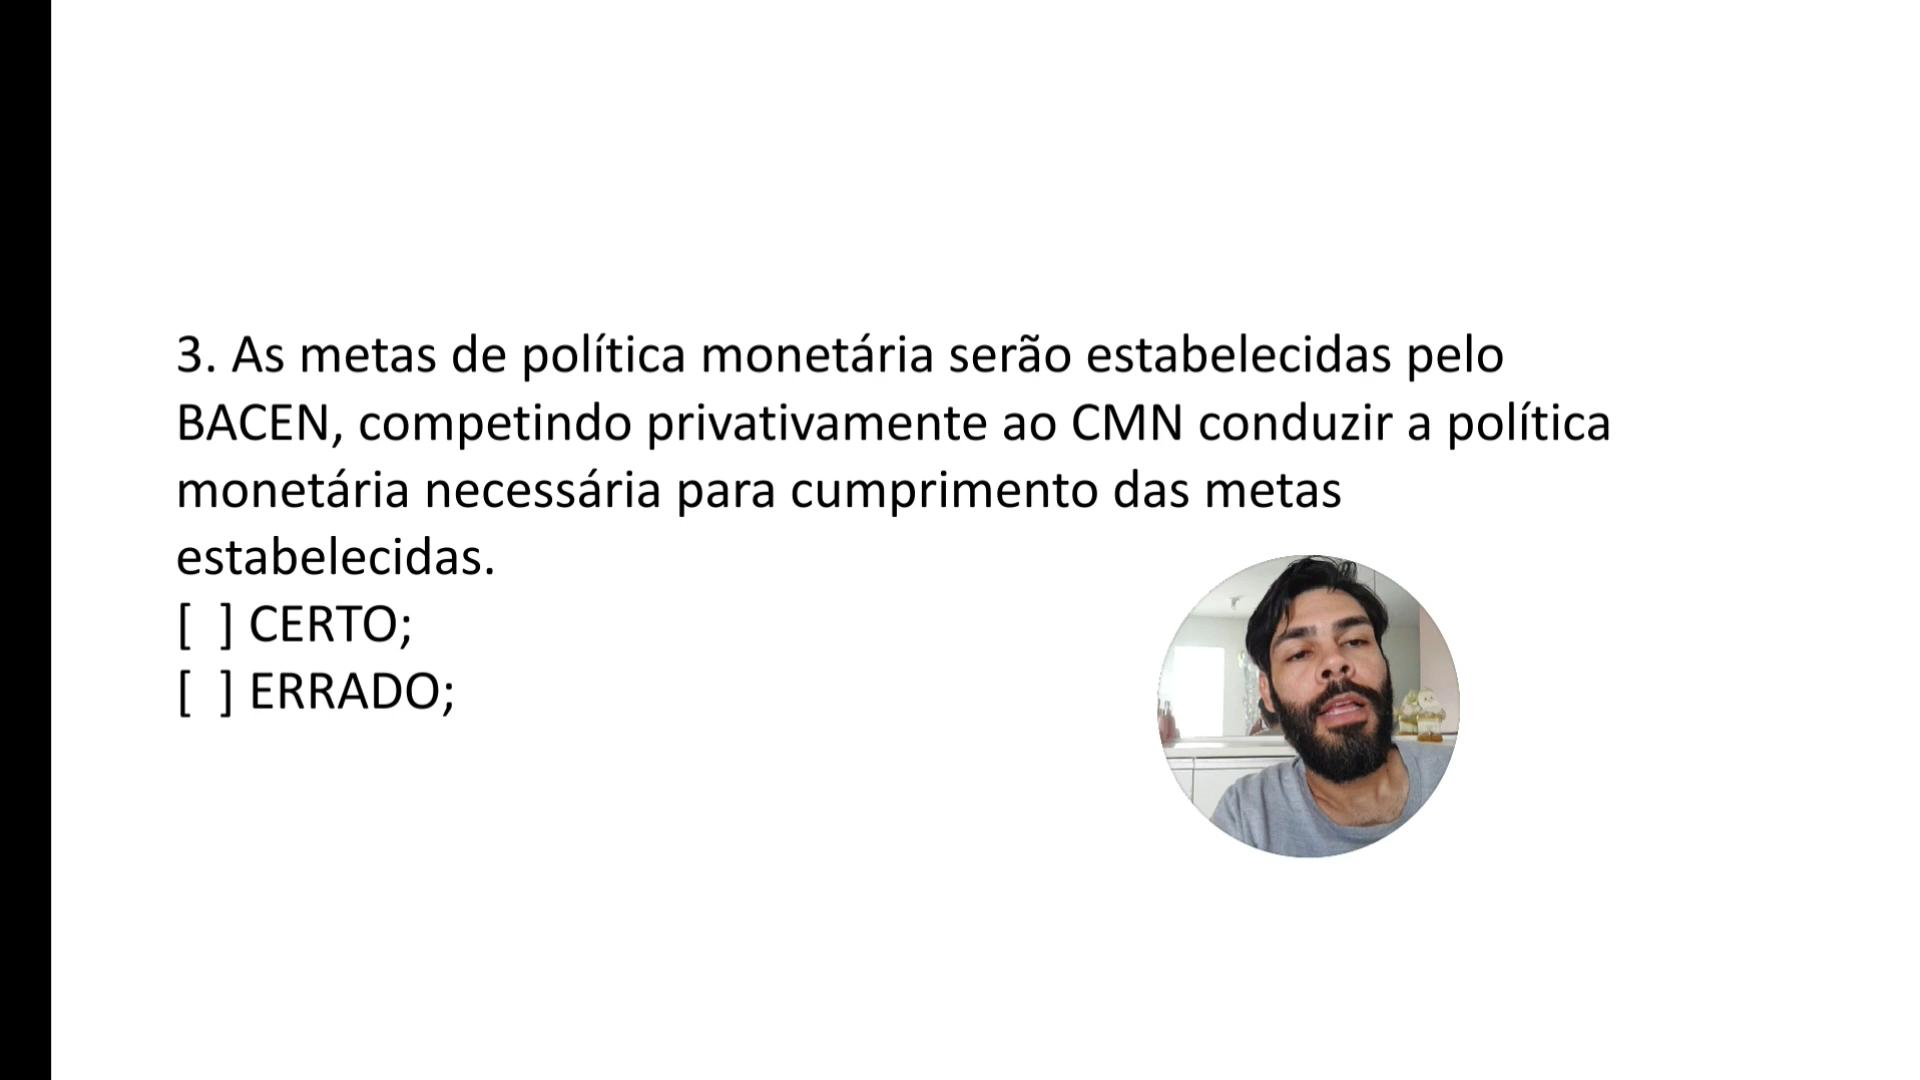 3. As metas de política monetária serão estabelecidas pelo
BACEN, competindo privativamente ao CMN conduzir a política
monetária necessária para cumprimento das metas
estabelecidas.
[ ] CERTO;
[ ] ERRADO;